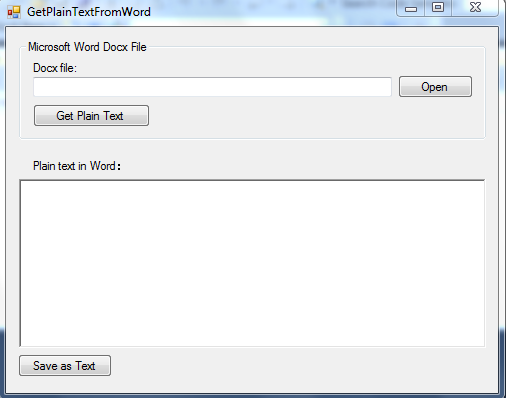 GetPlainTextFromWord
Microsoft Word Docx File
Docx file:
Open
Get Plain Text
Plain text in Word：
Save as Text